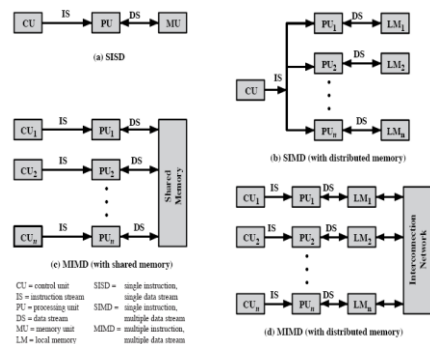 CU IS PU DS MU
(a) SISD
CU
IS
PU1 DS LM1
PU2 DS LM2
PUn DS LMn
(b) SIMD (with distributed memory)
CU1 IS PU1 DS
CU2 IS PU2 DS
CUn IS PUn DS
Shared
Memory
(c) MIMD (with shared memory)
CU1 IS PU1 DS LM1
CU2 IS PU2 DS LM2
CUn IS PUn DS LMn
Interconnection
Network
(d) MIMD (with distributed memory)
CU = control unit
IS = instruction stream
PU = processing unit
DS = data stream
MU = memory unit
LM = local memory
SISD = single instruction,
single data stream
SIMD = single instruction,
multiple data stream
MIMD = multiple instruction,
multiple data stream